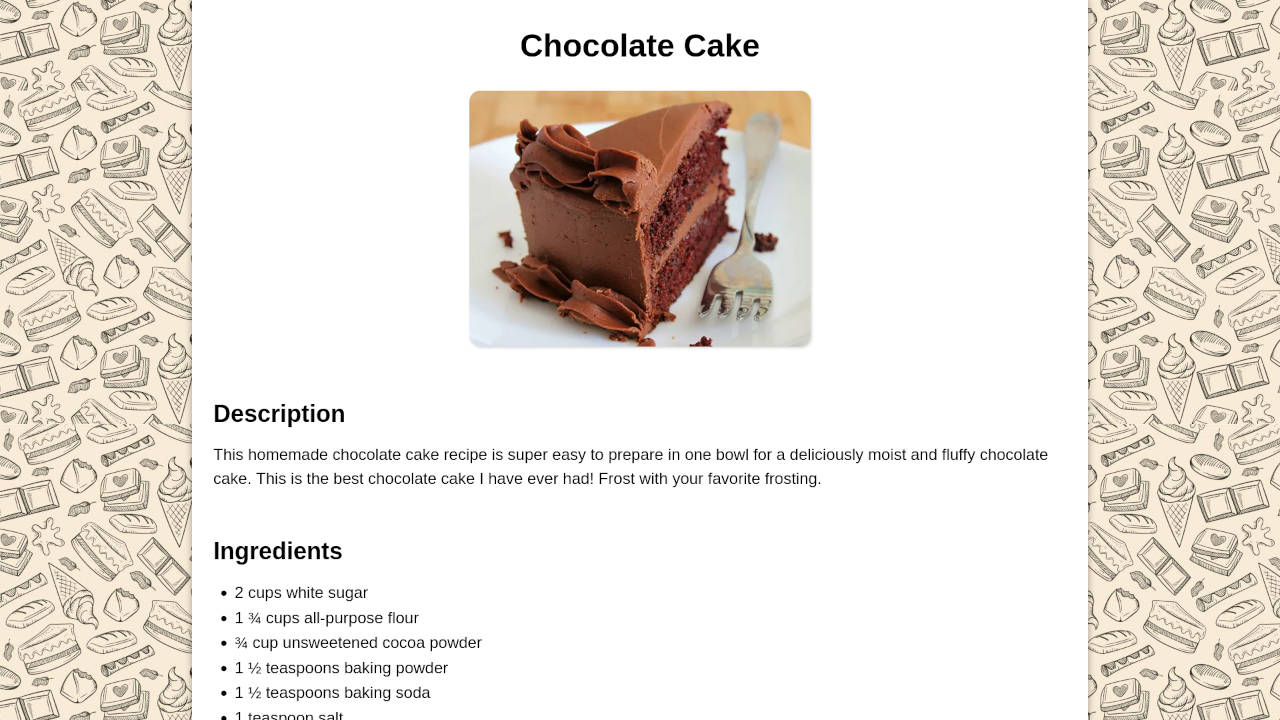 Chocolate Cake
Description
This homemade chocolate cake recipe is super easy to prepare in one bowl for a deliciously moist and fluffy chocolate
cake. This is the best chocolate cake I have ever had! Frost with your favorite frosting.
Ingredients
• 2 cups white sugar
• 1 ¾ cups all-purpose flour
• ¾ cup unsweetened cocoa powder
• 1 ½ teaspoons baking powder
• 1 ½ teaspoons baking soda
• 1 teaspoon salt